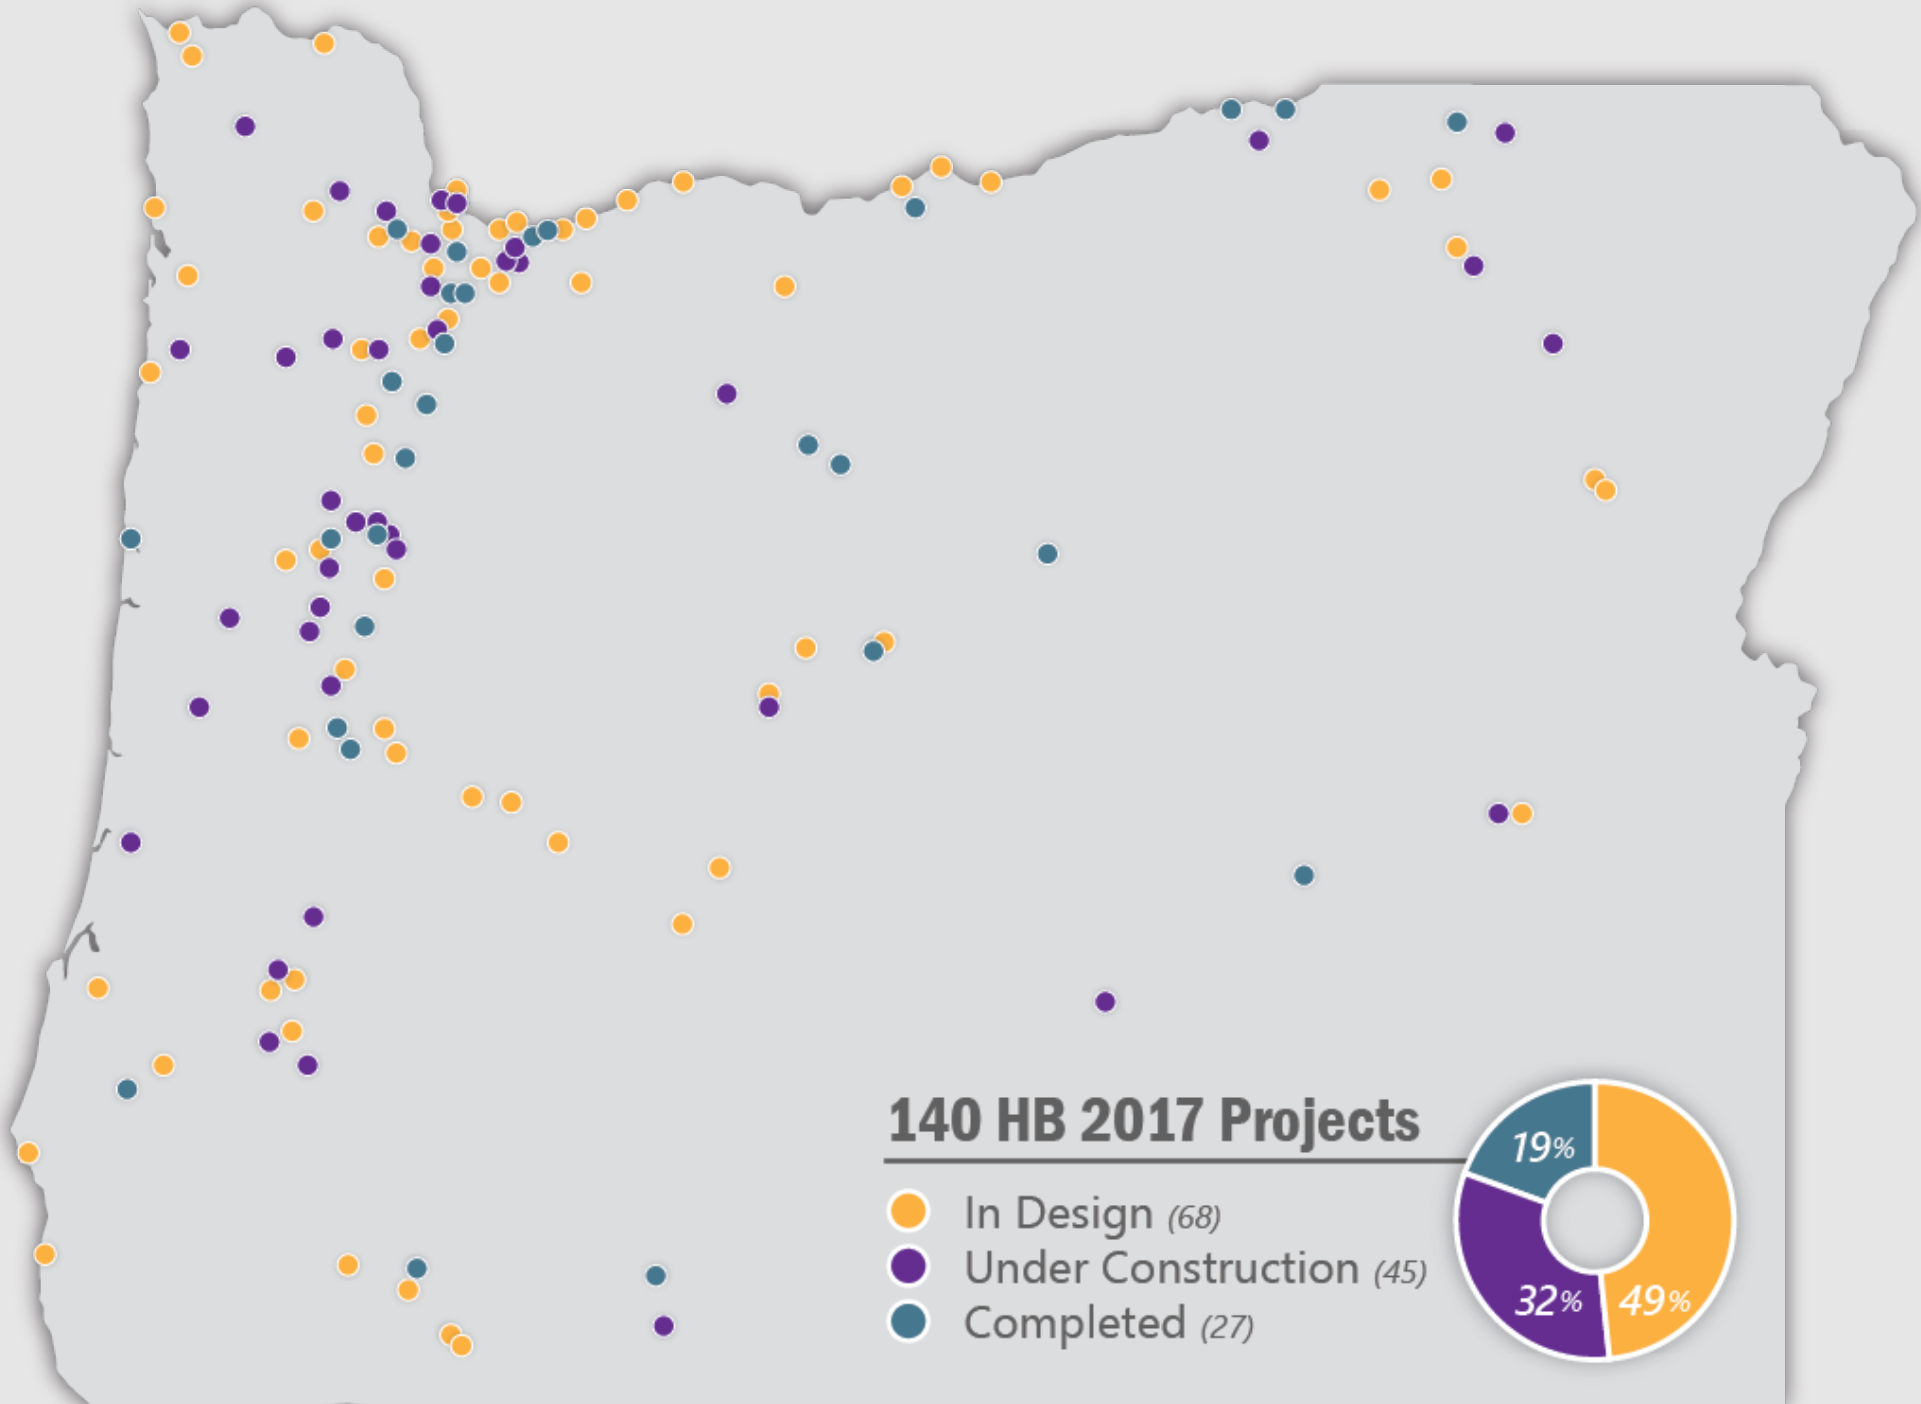 140 HB 2017 Projects
In Design (68)
Under Construction (45)
Completed (27)
19%
32%
49%